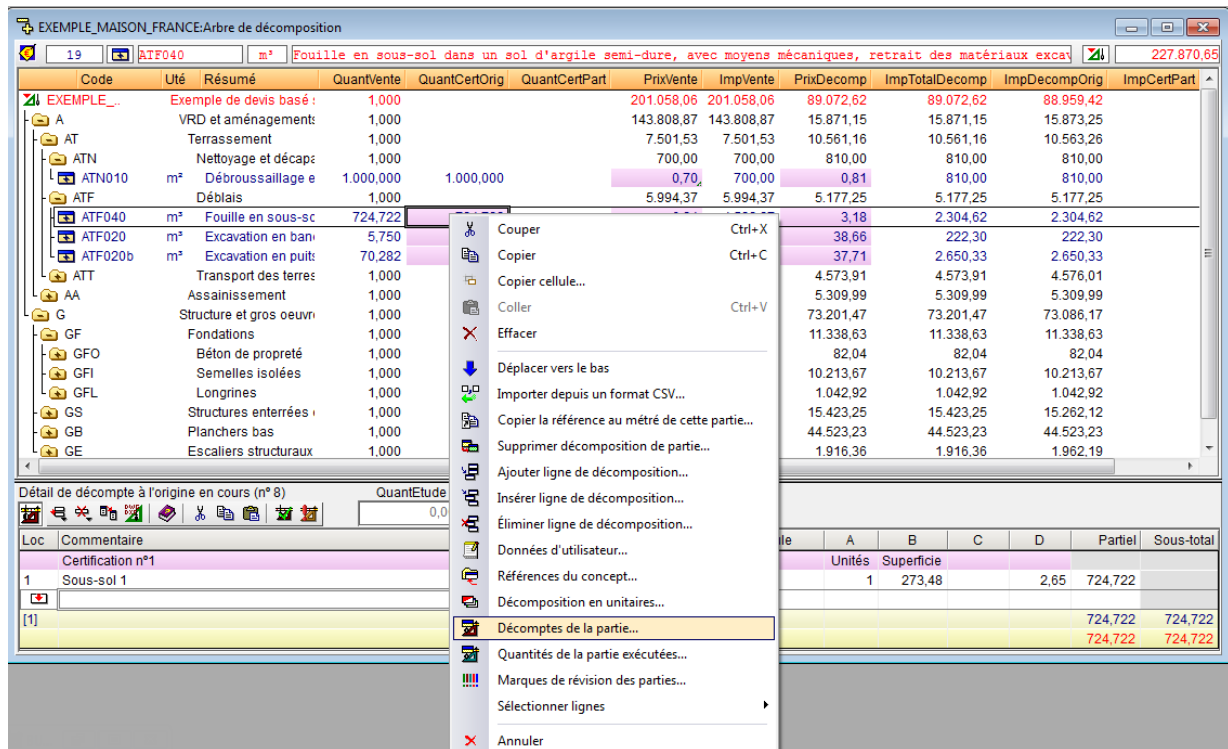 EXEMPLE_MAISON_FRANCE:Arbre de décomposition
19 ATF040 m³ Fouille en sous-sol dans un sol d'argile semi-dure, avec moyens mécaniques, retrait des matériaux excav 227.870,65
Code Uté Résumé QuantVente QuantCertOrig QuantCertPart PrixVente ImpVente PrixDecomp ImpTotalDecomp ImpDecompOrig ImpCertPart
EXEMPLE_.. Exemple de devis basé : 1,000 201.058,06 201.058,06 89.072,62 89.072,62 88.959,42
A VRD et aménagements 1,000 143.808,87 143.808,87 15.871,15 15.871,15 15.873,25
AT Terrassement 1,000 7.501,53 7.501,53 10.561,16 10.561,16 10.563,26
ATN Nettoyage et décapa 1,000 700,00 700,00 810,00 810,00 810,00
ATN010 m² Débroussaillage e 1.000,000 1.000,000 0,70 700,00 0,81 810,00 810,00
ATF Déblais 1,000 5.994,37 5.994,37 5.177,25 5.177,25 5.177,25
ATF040 m³ Fouille en sous-sc 724,722 3,18 2.304,62 2.304,62
ATF020 m³ Excavation en ban 5,750 38,66 222,30 222,30
ATF020b m³ Excavation en puits 70,282 37,71 2.650,33 2.650,33
ATT Transport des terres 1,000 4.573,91 4.573,91 4.576,01
AA Assainissement 1,000 5.309,99 5.309,99 5.309,99
G Structure et gros oeuvr 1,000 73.201,47 73.201,47 73.086,17
GF Fondations 1,000 11.338,63 11.338,63 11.338,63
GFO Béton de propreté 1,000 82,04 82,04 82,04
GFI Semelles isolées 1,000 10.213,67 10.213,67 10.213,67
GFL Longrines 1,000 1.042,92 1.042,92 1.042,92
GS Structures enterrées 1,000 15.423,25 15.423,25 15.262,12
GB Planchers bas 1,000 44.523,23 44.523,23 44.523,23
GE Escaliers structuraux 1,000 1.916,36 1.916,36 1.962,19
Couper Ctrl+X
Copier Ctrl+C
Copier cellule...
Coller Ctrl+V
Effacer
Déplacer vers le bas
Importer depuis un format CSV...
Copier la référence au métré de cette partie...
Supprimer décomposition de partie...
Ajouter ligne de décomposition...
Insérer ligne de décomposition...
Éliminer ligne de décomposition...
Données d'utilisateur...
Références du concept...
Décomposition en unitaires...
Décomptes de la partie...
Quantités de la partie exécutées...
Marques de révision des parties...
Sélectionner lignes
Annuler
Détail de décompte à l'origine en cours (nº 8) QuantEtude
0,0
Loc Commentaire ule A B C D Partiel Sous-total
Certification nº1 Unités Superficie
1 Sous-sol 1 1 273,48 2,65 724,722
[1] 724,722 724,722
724,722 724,722